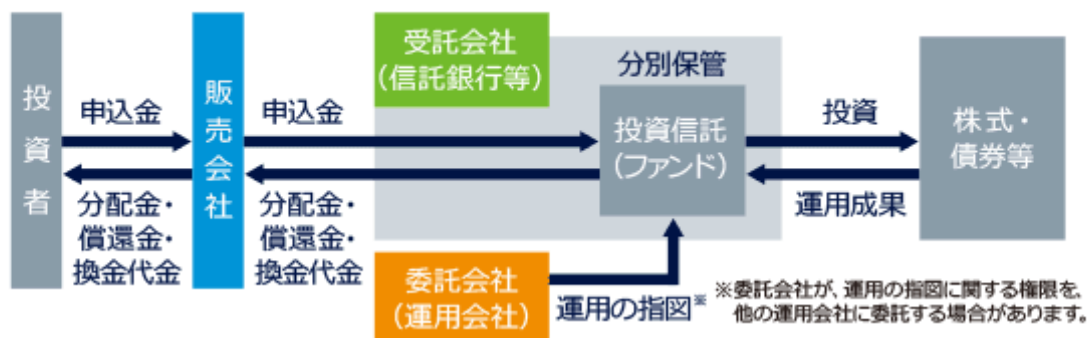 投資者
申込金
分配金・
償還金・
換金代金
販売会社
申込金
分配金・
償還金・
換金代金
受託会社
(信託銀行等)
分別保管
投資信託
(ファンド)
委託会社
(運用会社)
運用の指図※
投資
運用成果
株式・
債券等
※委託会社が、運用の指図に関する権限を、
他の運用会社に委託する場合があります。